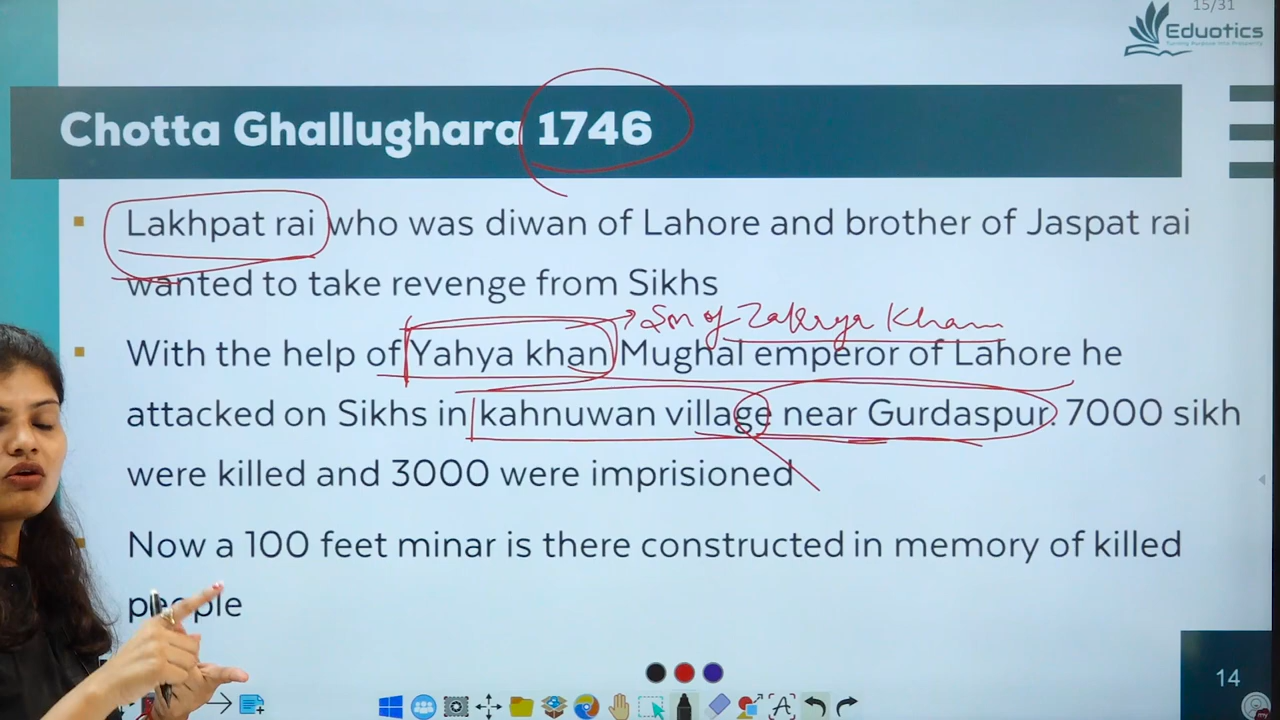 15/31
Eduotics
Chotta Ghallughara 1746
Lakhpat rai who was diwan of Lahore and brother of Jaspat rai
wanted to take revenge from Sikhs
→ Son of Zakrya Khan
With the help of Yahya khan Mughal emperor of Lahore he
attacked on Sikhs in kahnuwan village near Gurdaspur. 7000 sikh
were killed and 3000 were imprisioned
Now a 100 feet minar is there constructed in memory of killed
people
14